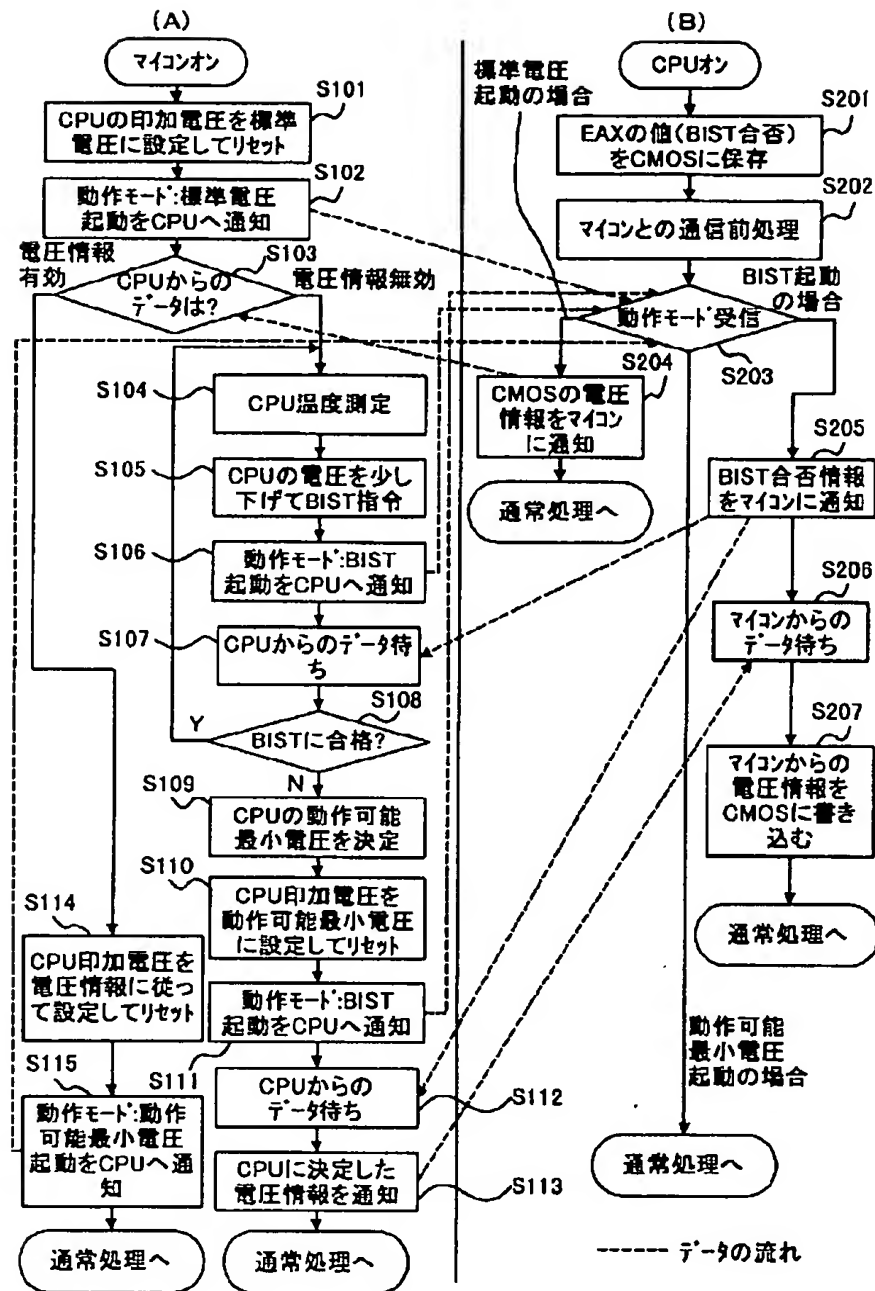 (A)
マイコンオン
S101
CPUの印加電圧を標準
電圧に設定してリセット
S102
動作モード:標準電圧
起動をCPUへ通知
電圧情報
有効
S103
CPUからの
データは?
電圧情報無効
S104
CPU温度測定
S105
CPUの電圧を少し
下げてBIST指令
S106
動作モード:BIST
起動をCPUへ通知
S107
CPUからのデータ待
ち
S108
Y
BISTに合格?
N
S109
CPUの動作可能
最小電圧を決定
S110
CPU印加電圧を
動作可能最小電圧
に設定してリセット
S114
CPU印加電圧を
電圧情報に従っ
て設定してリセット
動作モード:BIST
起動をCPUへ通知
S111
S115
動作モード:動作
可能最小電圧
起動をCPUへ通
知
CPUからの
データ待ち
S112
CPUに決定した
電圧情報を通知
S113
通常処理へ
通常処理へ
(B)
CPUオン
標準電圧
起動の場合
S201
EAXの値(BIST合否)
をCMOSに保存
S202
マイコンとの通信前処理
BIST起動
の場合
動作モード受信
S203
S204
CMOSの電圧
情報をマイコン
に通知
通常処理へ
S205
BIST合否情報
をマイコンに通知
S206
マイコンからの
データ待ち
S207
マイコンからの
電圧情報を
CMOSに書き
込む
通常処理へ
動作可能
最小電圧
起動の場合
通常処理へ
データの流れ